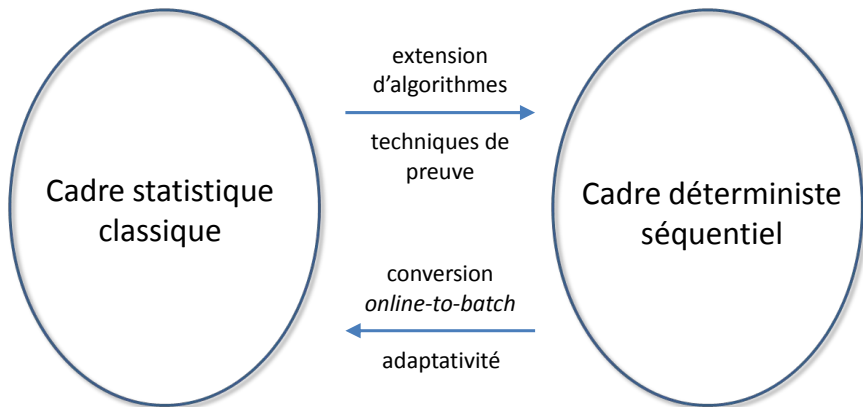 Cadre statistique
classique
extension
d’algorithmes
techniques de
preuve
conversion
online-to-batch
adaptativité
Cadre déterministe
séquentiel